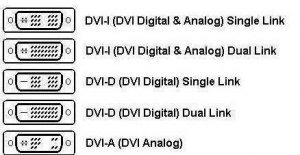 DVI-I (DVI Digital & Analog) Single Link
DVI-I (DVI Digital & Analog) Dual Link
DVI-D (DVI Digital) Single Link
DVI-D (DVI Digital) Dual Link
DVI-A (DVI Analog)